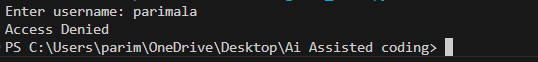 Enter username: parimala
Access Denied
PS C:\Users\parim\OneDrive\Desktop\Ai Assisted coding>